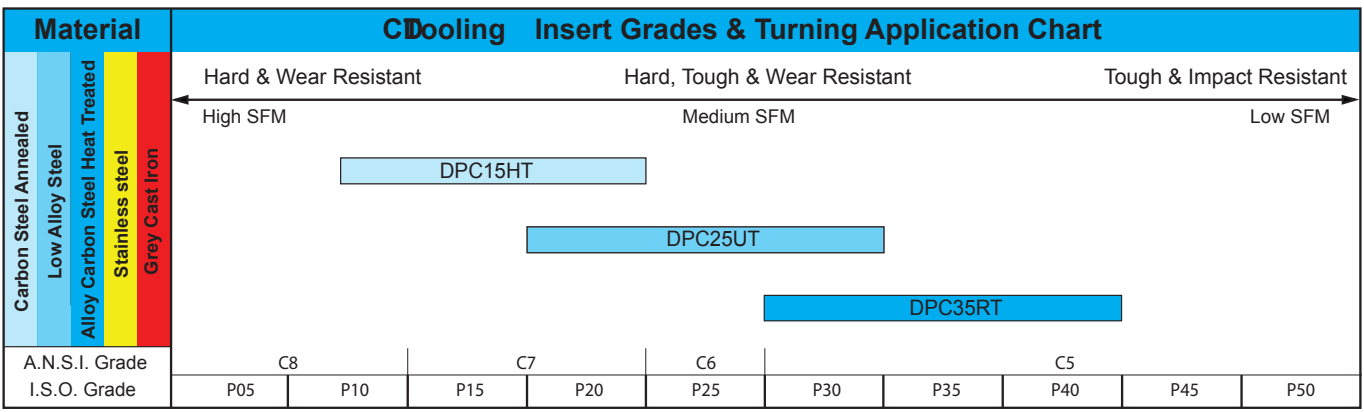 Material
CDTooling Insert Grades & Turning Application Chart
Carbon Steel Annealed
Low Alloy Steel
Alloy Carbon Steel Heat Treated
Stainless steel
Grey Cast Iron
Hard & Wear Resistant Hard, Tough & Wear Resistant Tough & Impact Resistant
High SFM Medium SFM Low SFM
DPC15HT
DPC25UT
DPC35RT
A.N.S.I. Grade C8 C7 C6 C5
I.S.O. Grade P05 P10 P15 P20 P25 P30 P35 P40 P45 P50